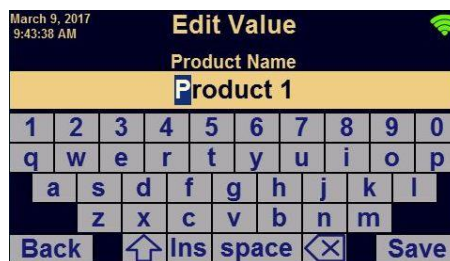 March 9, 2017
9:43:38 AM
Edit Value
Product Name
Product 1
1 2 3 4 5 6 7 8 9 0
q w e r t y u i o p
a s d f g h j k l
z x c v b n m
Back Ins space Save